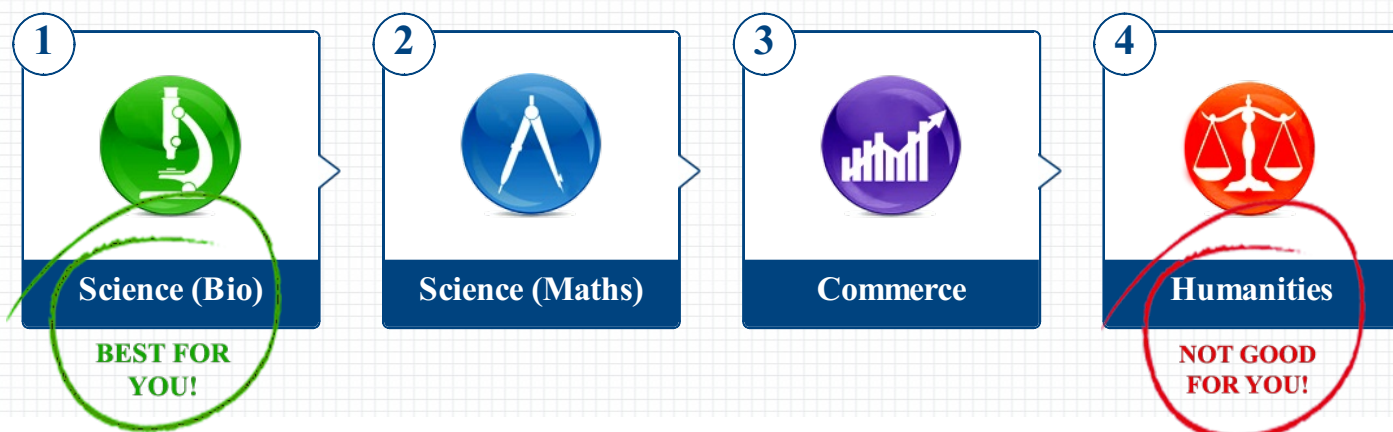 1
2
3
4
Science (Bio)
Science (Maths)
Commerce
Humanities
BEST FOR
YOU!
NOT GOOD
FOR YOU!